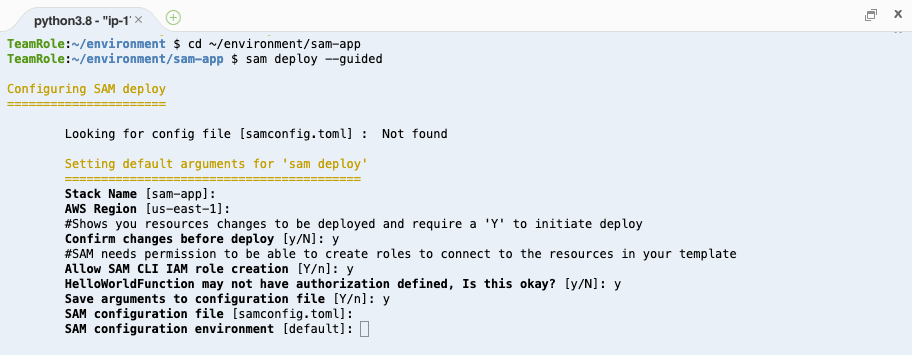 python3.8 - "ip-1
TeamRole:~/environment $ cd ~/environment/sam-app
TeamRole:~/environment/sam-app $ sam deploy --guided
Configuring SAM deploy
======================
Looking for config file [samconfig.toml] :  Not found
Setting default arguments for 'sam deploy'
=========================================
Stack Name [sam-app]:
AWS Region [us-east-1]:
#Shows you resources changes to be deployed and require a 'Y' to initiate deploy
Confirm changes before deploy [y/N]: y
#SAM needs permission to be able to create roles to connect to the resources in your template
Allow SAM CLI IAM role creation [Y/n]: y
HelloWorldFunction may not have authorization defined, Is this okay? [y/N]: y
Save arguments to configuration file [Y/n]: y
SAM configuration file [samconfig.toml]:
SAM configuration environment [default]: